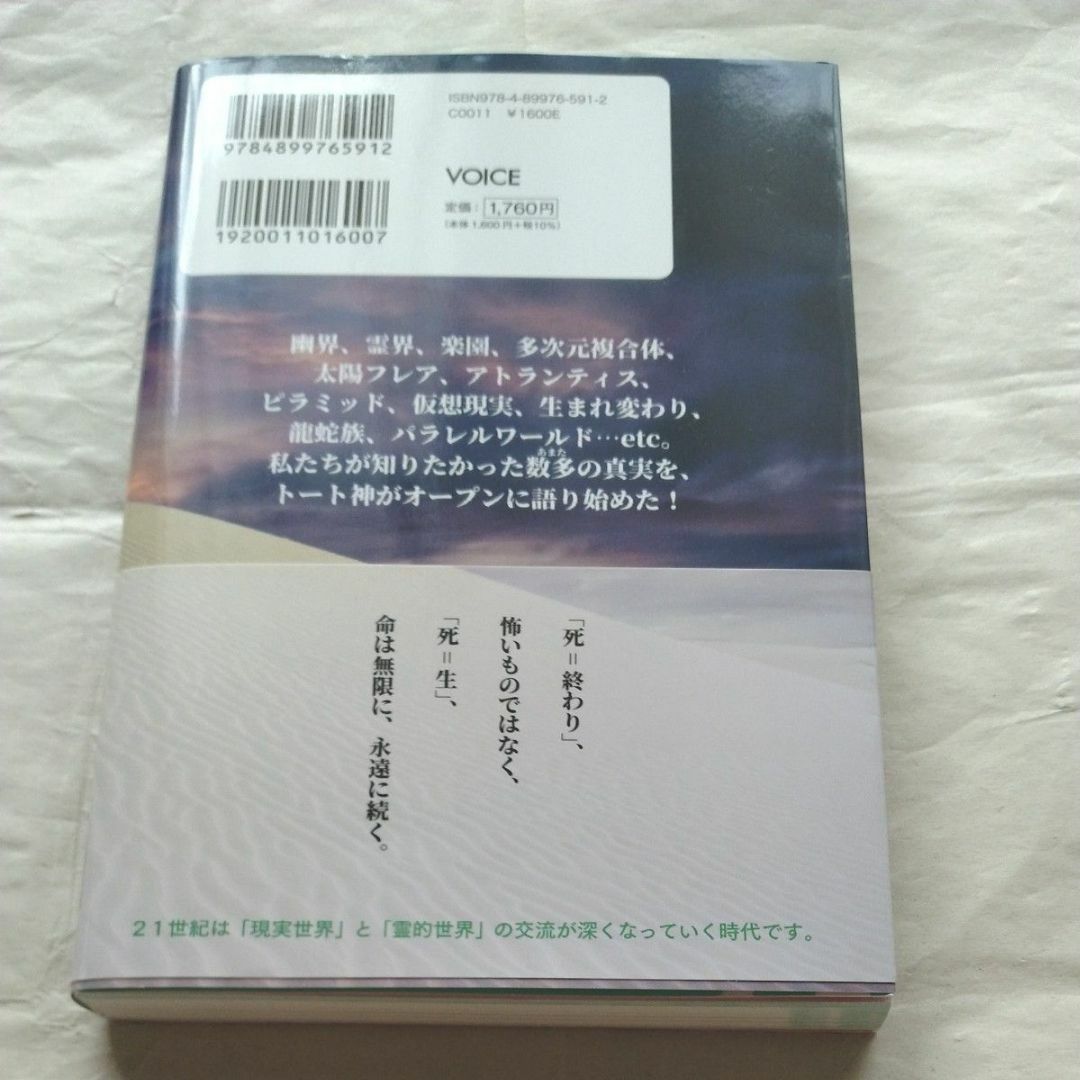 ISBN978-4-89976-591-2
C0011 ¥1600E
9784899765912
VOICE
定価：1,760円
（本体 1,600円＋税10%）
1920011016007
幽界、霊界、楽園、多次元複合体、
太陽フレア、アトランティス、
ピラミッド、仮想現実、生まれ変わり、
龍蛇族、パラレルワールド…etc。
私たちが知りたかった数多の真実を、
あまた
トート神がオープンに語り始めた！
「死＝終わり」、
怖いものではなく、
「死＝生」、
命は無限に、永遠に続く。
21世紀は「現実世界」と「霊的世界」の交流が深くなっていく時代です。